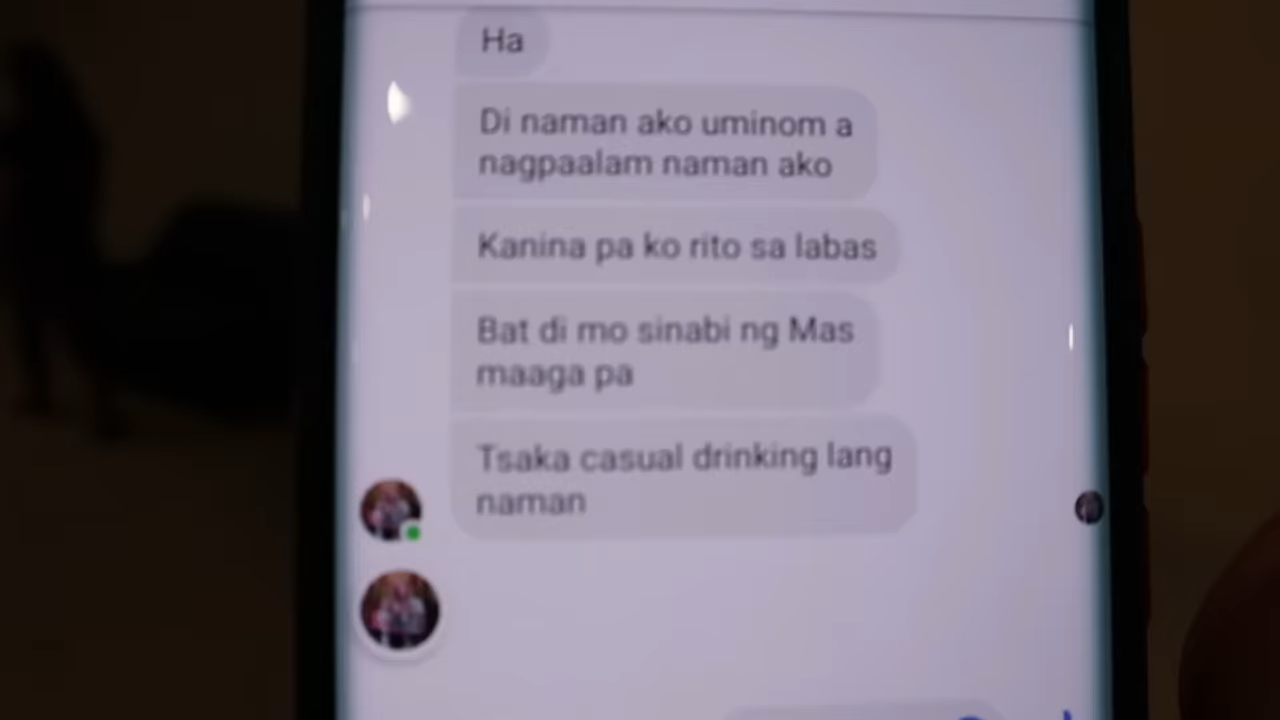 Ha
Di naman ako uminom a
nagpaalam naman ako
Kanina pa ko rito sa labas
Bat di mo sinabi ng Mas
maaga pa
Tsaka casual drinking lang
naman